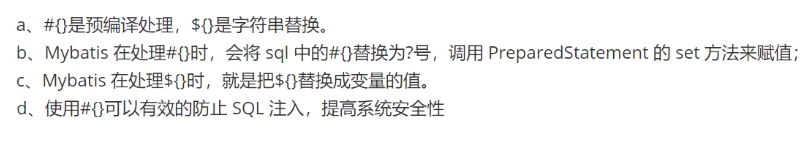 a、#{}是预编译处理，${}是字符串替换。
b、Mybatis 在处理#{}时，会将 sql 中的#{}替换为?号，调用 PreparedStatement 的 set 方法来赋值；
c、Mybatis 在处理${}时，就是把${}替换成变量的值。
d、使用#{}可以有效的防止 SQL 注入，提高系统安全性